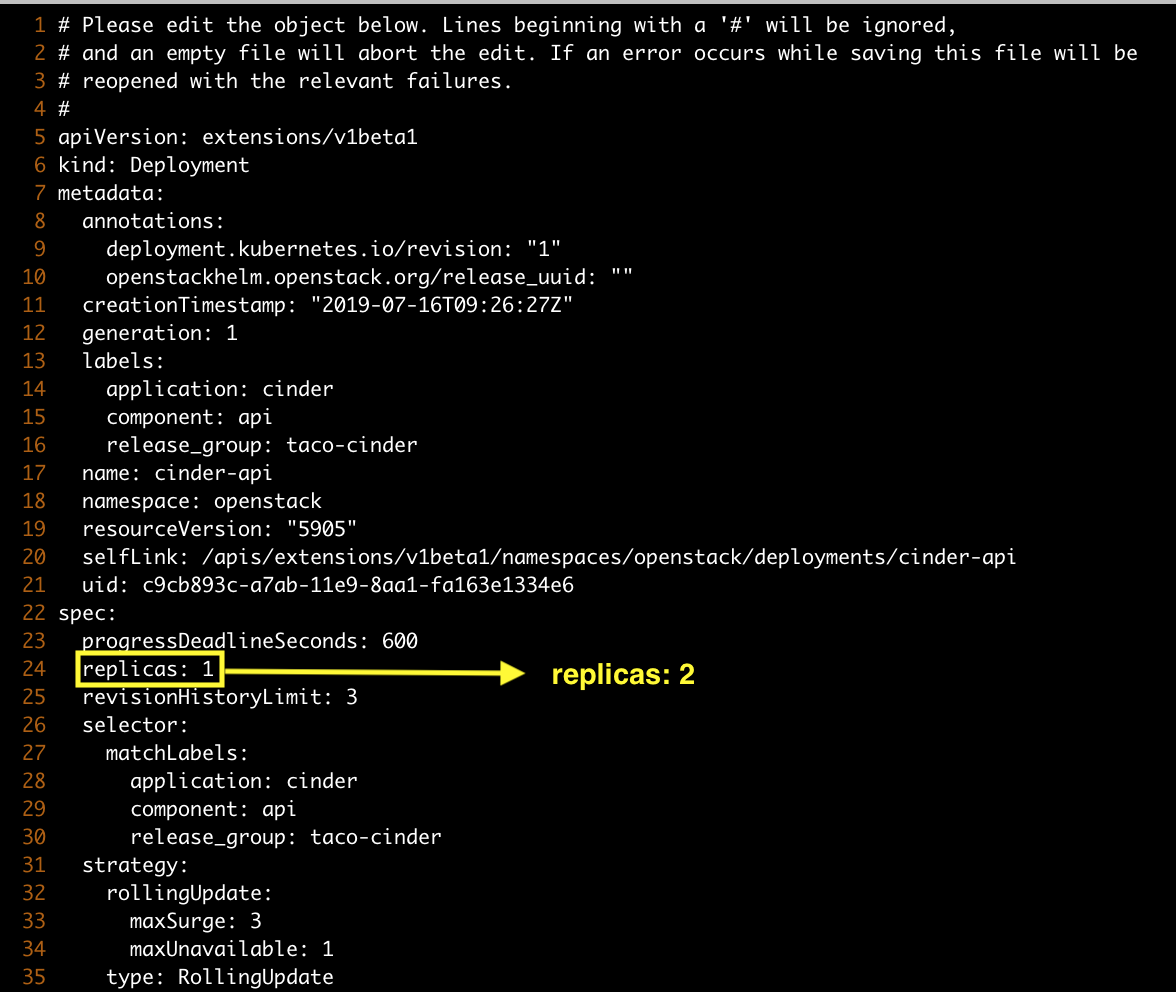 1 # Please edit the object below. Lines beginning with a '#' will be ignored,
2 # and an empty file will abort the edit. If an error occurs while saving this file will be
3 # reopened with the relevant failures.
4 #
5 apiVersion: extensions/v1beta1
6 kind: Deployment
7 metadata:
8   annotations:
9     deployment.kubernetes.io/revision: "1"
10     openstackhelm.openstack.org/release_uuid: ""
11   creationTimestamp: "2019-07-16T09:26:27Z"
12   generation: 1
13   labels:
14     application: cinder
15     component: api
16     release_group: taco-cinder
17   name: cinder-api
18   namespace: openstack
19   resourceVersion: "5905"
20   selfLink: /apis/extensions/v1beta1/namespaces/openstack/deployments/cinder-api
21   uid: c9cb893c-a7ab-11e9-8aa1-fa163e1334e6
22 spec:
23   progressDeadlineSeconds: 600
24   replicas: 1 replicas: 2
25   revisionHistoryLimit: 3
26   selector:
27     matchLabels:
28       application: cinder
29       component: api
30       release_group: taco-cinder
31   strategy:
32     rollingUpdate:
33       maxSurge: 3
34       maxUnavailable: 1
35     type: RollingUpdate